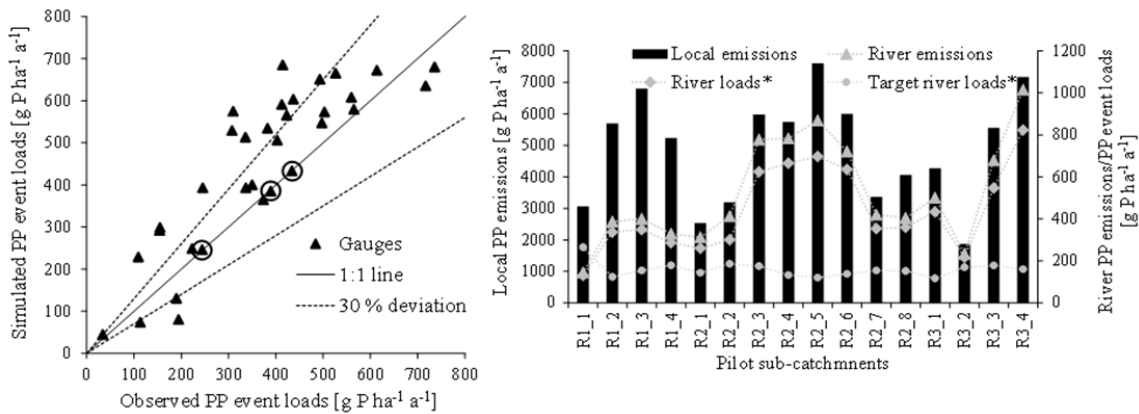 Simulated PP event loads [g P ha⁻¹ a⁻¹]
800
700
600
500
400
300
200
100
0
▲ Gauges
1:1 line
30 % deviation
0 100 200 300 400 500 600 700 800
Observed PP event loads [g P ha⁻¹ a⁻¹]
Local PP emissions [g P ha⁻¹ a⁻¹]
8000
7000
6000
5000
4000
3000
2000
1000
0
Local emissions
River emissions
River loads*
Target river loads*
1200
1000
800
600
400
200
0
River PP emissions/PP event loads
[g P ha⁻¹ a⁻¹]
R1_1 R1_2 R1_3 R1_4 R2_1 R2_2 R2_3 R2_4 R2_5 R2_6 R2_7 R2_8 R3_1 R3_2 R3_3 R3_4
Pilot sub-catchmnents